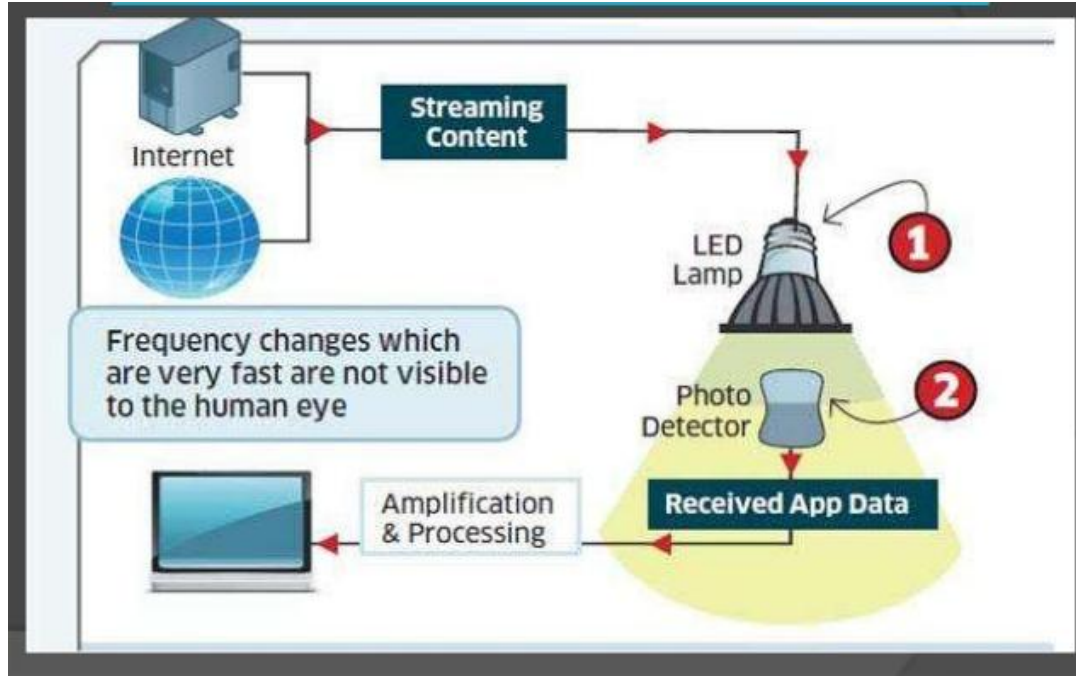 Streaming
Content
Internet
1
LED
Lamp
Frequency changes which
are very fast are not visible
to the human eye
2
Photo
Detector
Received App Data
Amplification
& Processing